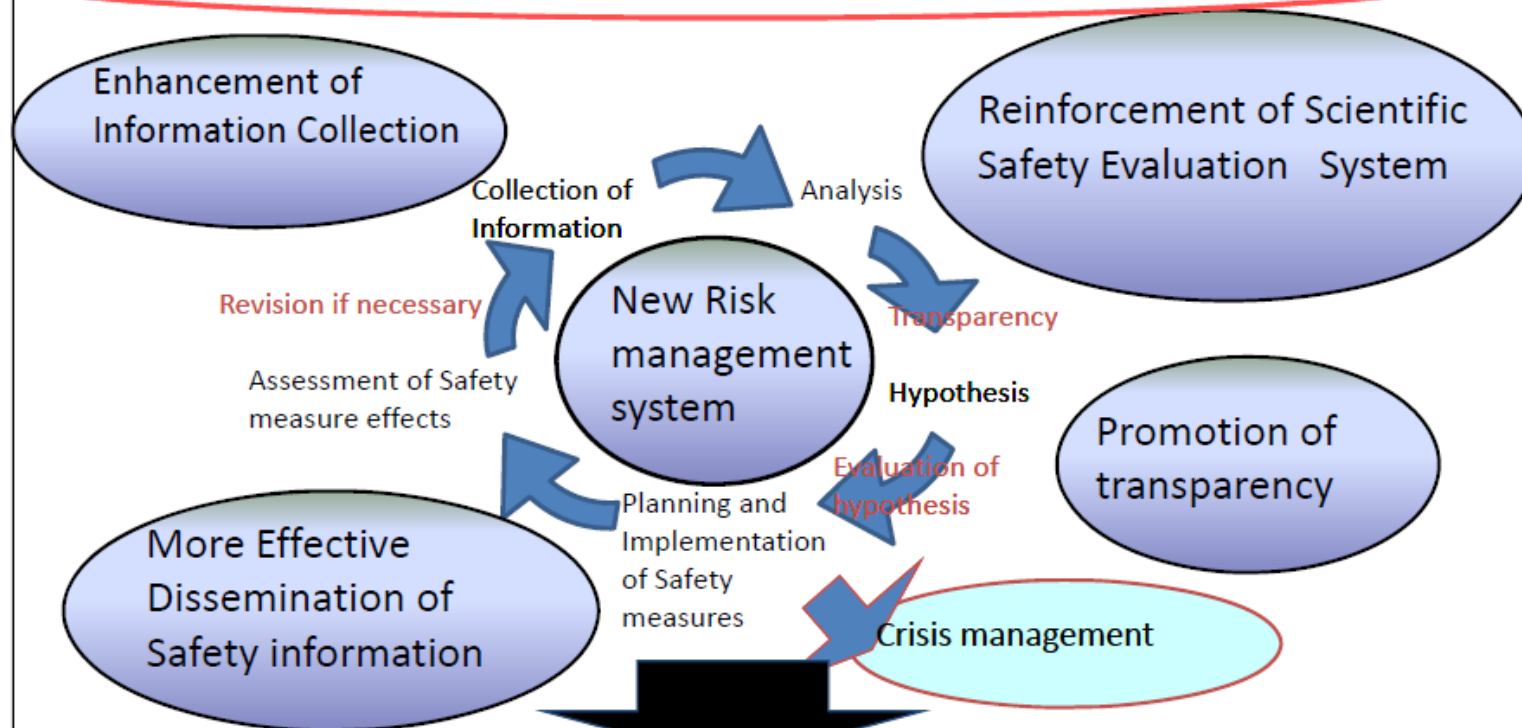 Enhancement of
Information Collection
Reinforcement of Scientific
Safety Evaluation System
Collection of
Information
Analysis
Revision if necessary
New Risk
management
system
Transparency
Assessment of Safety
measure effects
Hypothesis
Promotion of
transparency
Evaluation of
hypothesis
Planning and
Implementation
of Safety
measures
More Effective
Dissemination of
Safety information
Crisis management